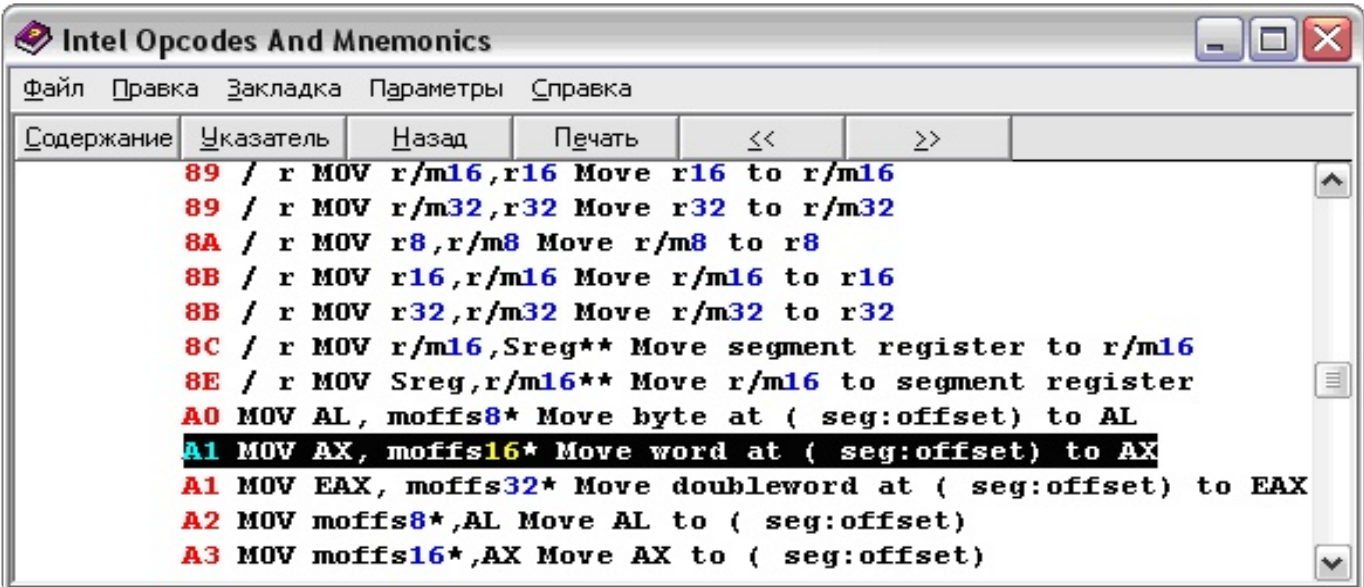 Intel Opcodes And Mnemonics
Файл Правка Закладка Параметры Справка
Содержание Указатель Назад Печать << >>
89 / r MOV r/m16,r16 Move r16 to r/m16
89 / r MOV r/m32,r32 Move r32 to r/m32
8A / r MOV r8,r/m8 Move r/m8 to r8
8B / r MOV r16,r/m16 Move r/m16 to r16
8B / r MOV r32,r/m32 Move r/m32 to r32
8C / r MOV r/m16,Sreg** Move segment register to r/m16
8E / r MOV Sreg,r/m16** Move r/m16 to segment register
A0 MOV AL, moffs8* Move byte at ( seg:offset) to AL
A1 MOV AX, moffs16* Move word at ( seg:offset) to AX
A1 MOV EAX, moffs32* Move doubleword at ( seg:offset) to EAX
A2 MOV moffs8*,AL Move AL to ( seg:offset)
A3 MOV moffs16*,AX Move AX to ( seg:offset)